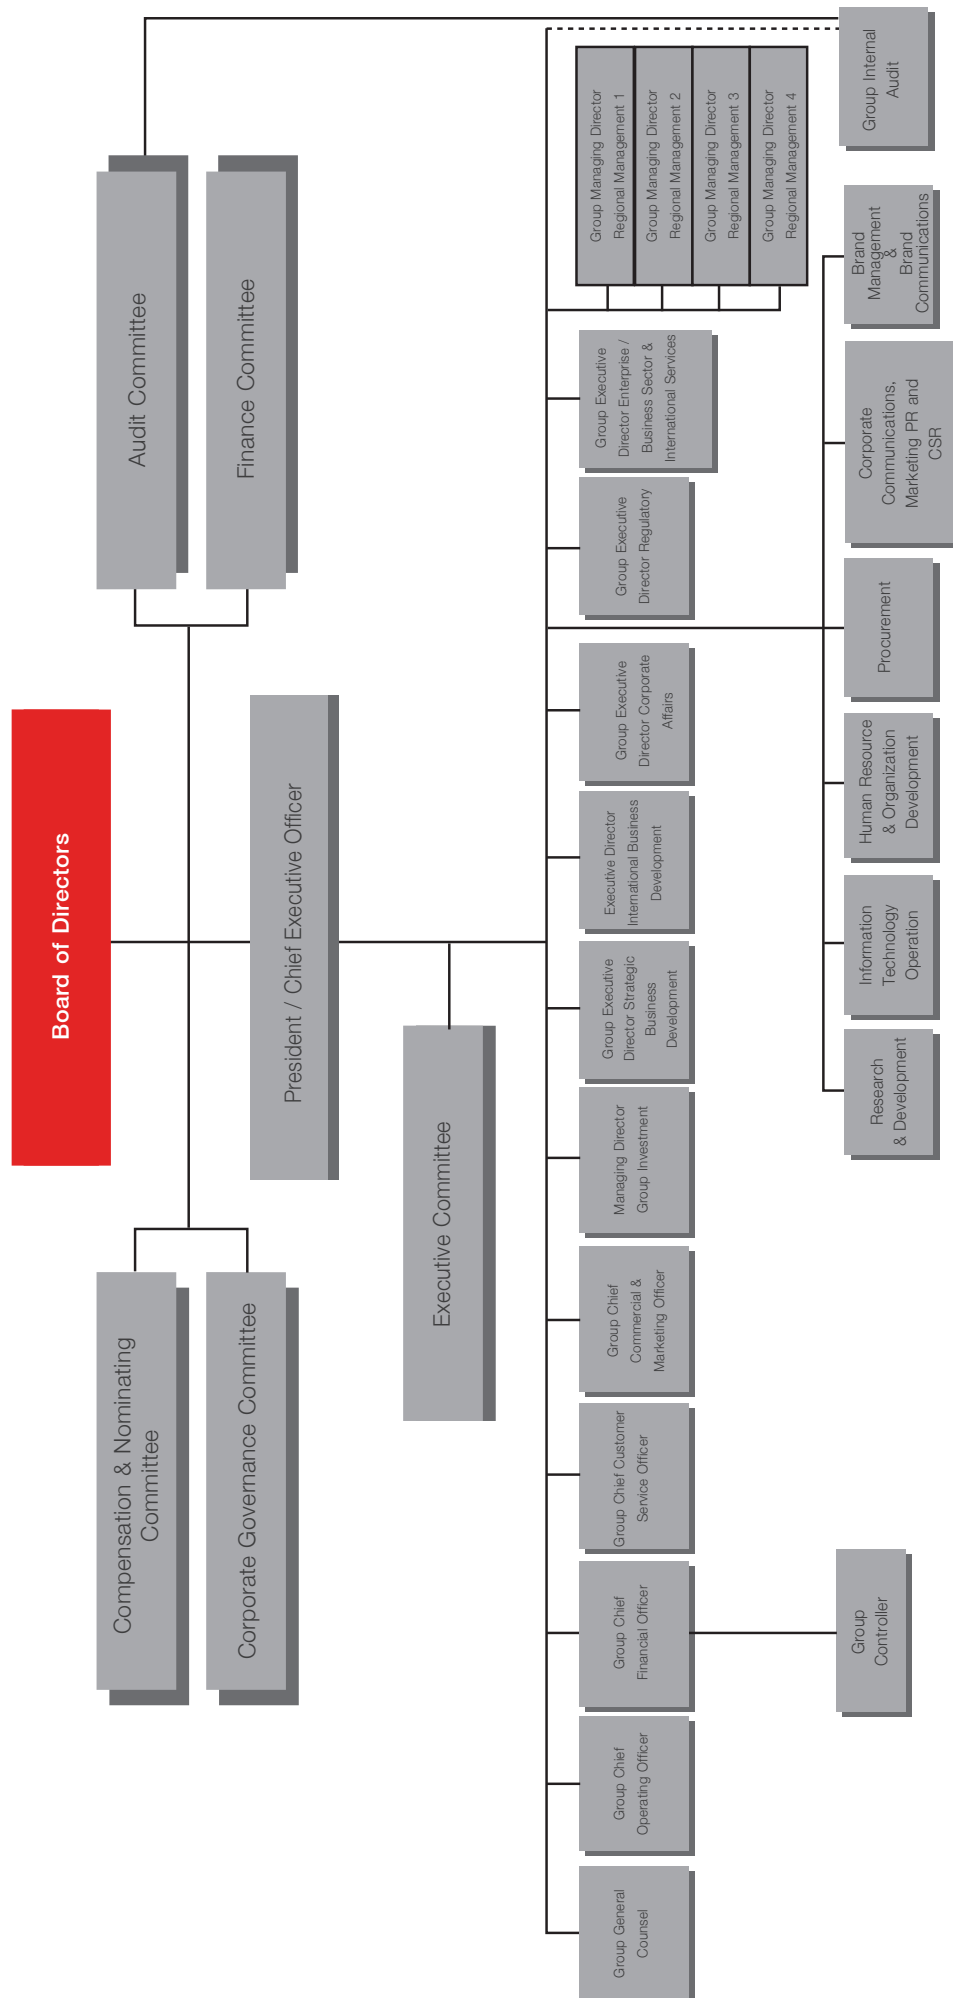 Board of Directors
Compensation & Nominating
Committee
Corporate Governance Committee
Audit Committee
Finance Committee
President / Chief Executive Officer
Executive Committee
Group General
Counsel
Group Chief
Operating Officer
Group Chief
Financial Officer
Group Chief Customer
Service Officer
Group Chief
Commercial &
Marketing Officer
Managing Director
Group Investment
Group Executive
Director Strategic
Business
Development
Executive Director
International Business
Development
Group Executive
Director Corporate
Affairs
Group Executive
Director Regulatory
Group Executive
Director Enterprise /
Business Sector &
International Services
Group Managing Director
Regional Management 1
Group Managing Director
Regional Management 2
Group Managing Director
Regional Management 3
Group Managing Director
Regional Management 4
Group
Controller
Research
& Development
Information
Technology
Operation
Human Resource
& Organization
Development
Procurement
Corporate
Communications,
Marketing PR and
CSR
Brand
Management
&
Brand
Communications
Group Internal
Audit